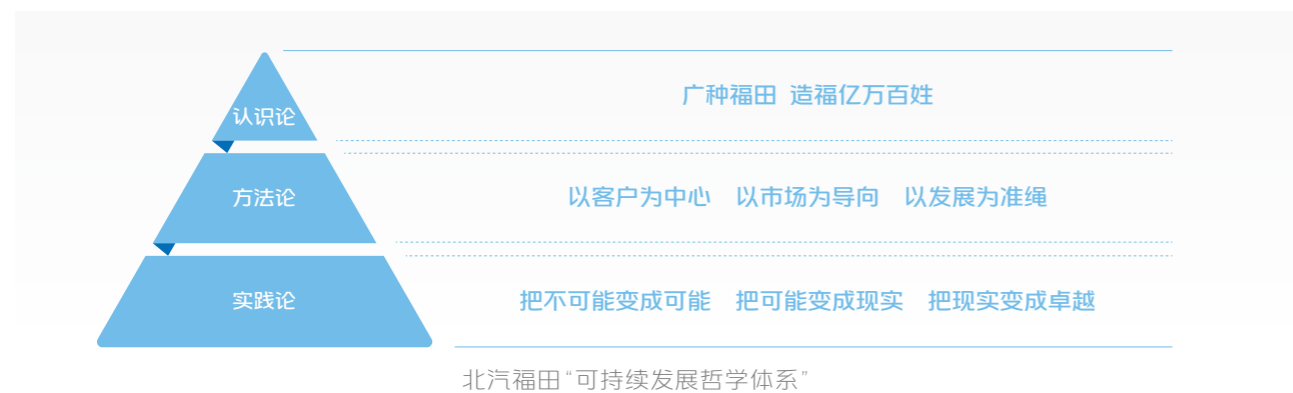 认识论
广种福田 造福亿万百姓
方法论
以客户为中心 以市场为导向 以发展为准绳
实践论
把不可能变成可能 把可能变成现实 把现实变成卓越
北汽福田“可持续发展哲学体系”